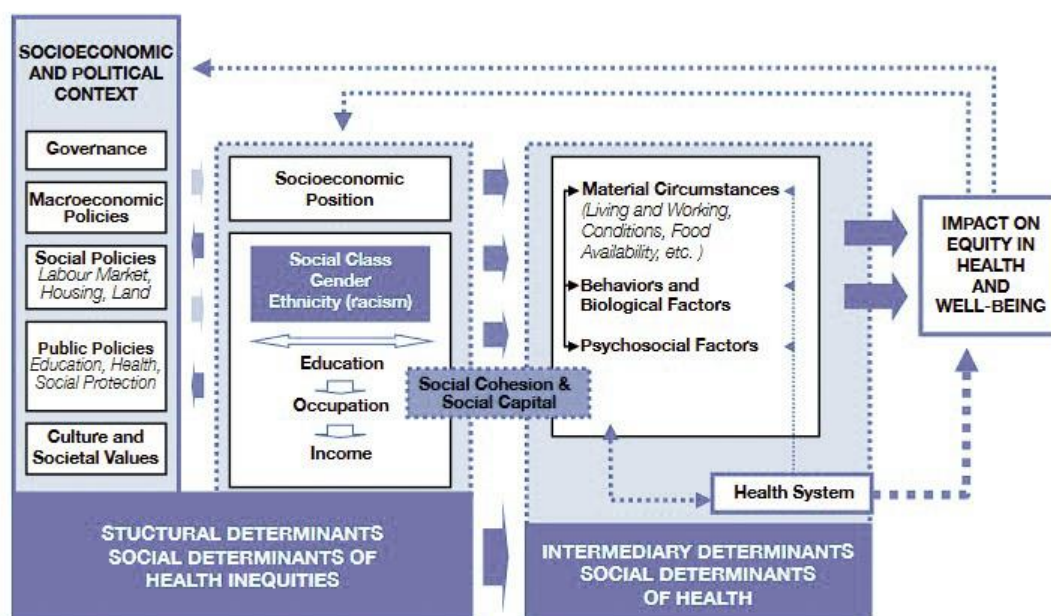 SOCIOECONOMIC
AND POLITICAL
CONTEXT
Governance
Macroeconomic
Policies
Social Policies
Labour Market,
Housing, Land
Public Policies
Education, Health,
Social Protection
Culture and
Societal Values
Socioeconomic
Position
Social Class
Gender
Ethnicity (racism)
Education
Occupation
Income
Social Cohesion &
Social Capital
Material Circumstances
(Living and Working,
Conditions, Food
Availability, etc. )
Behaviors and
Biological Factors
Psychosocial Factors
Health System
IMPACT ON
EQUITY IN
HEALTH
AND
WELL-BEING
STUCTURAL DETERMINANTS
SOCIAL DETERMINANTS OF
HEALTH INEQUITIES
INTERMEDIARY DETERMINANTS
SOCIAL DETERMINANTS
OF HEALTH